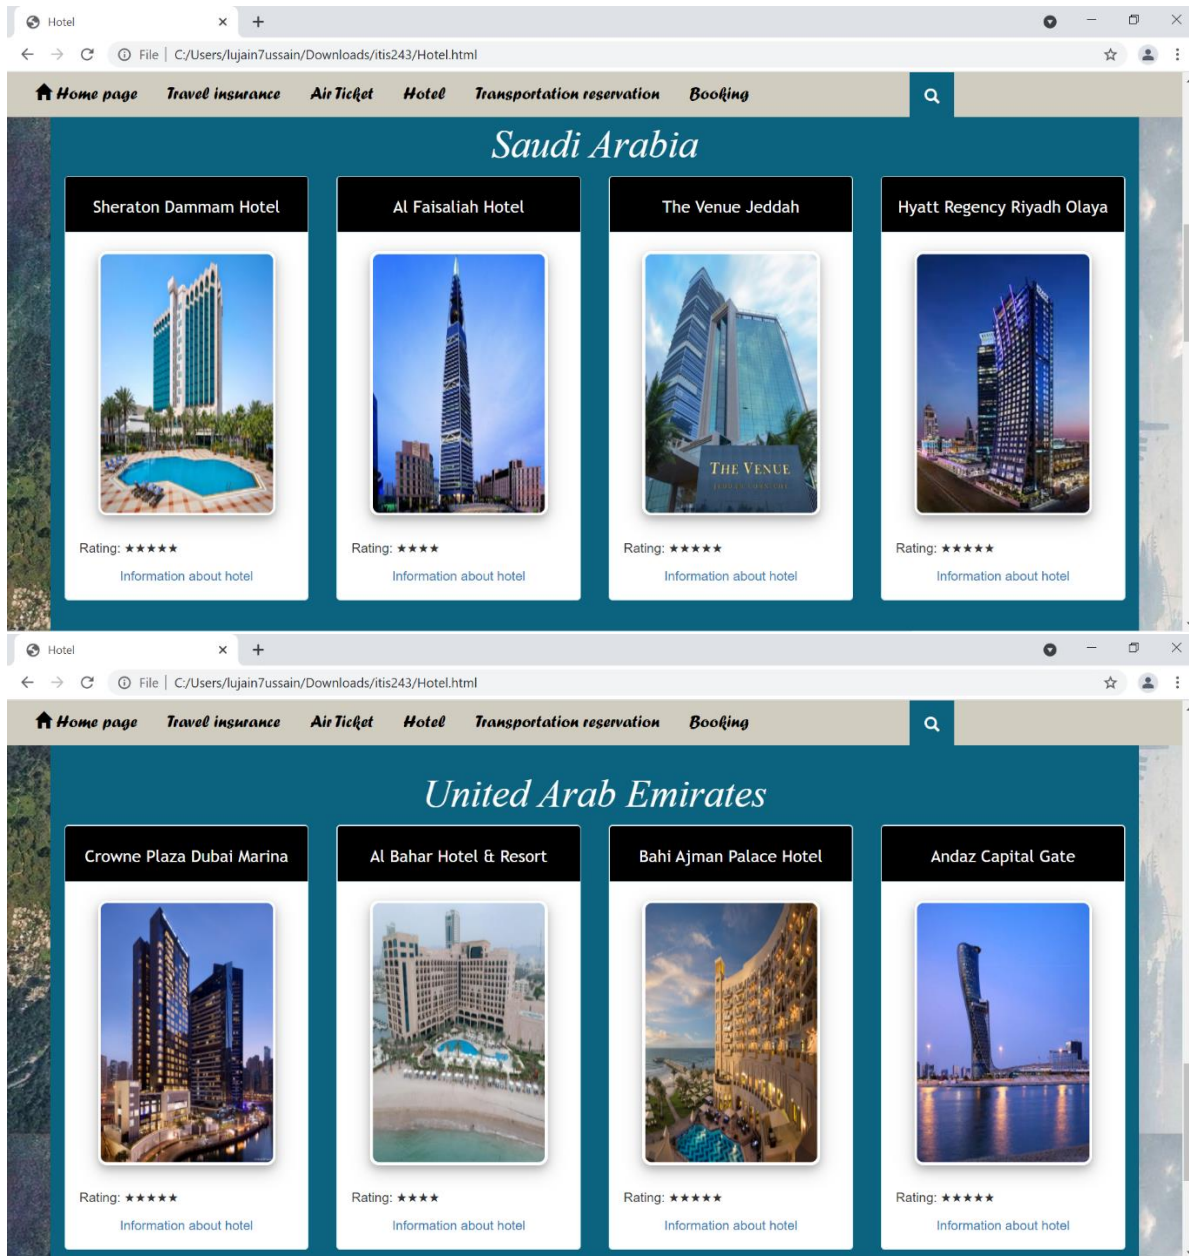 Hotel
File | C:/Users/lujain7ussain/Downloads/itis243/Hotel.html
Home page Travel insurance Air Ticket Hotel Transportation reservation Booking
Saudi Arabia
Sheraton Dammam Hotel Al Faisaliah Hotel The Venue Jeddah Hyatt Regency Riyadh Olaya
THE VENUE
Rating: ★★★★★ Rating: ★★★★ Rating: ★★★★★ Rating: ★★★★★
Information about hotel Information about hotel Information about hotel Information about hotel
Hotel
File | C:/Users/lujain7ussain/Downloads/itis243/Hotel.html
Home page Travel insurance Air Ticket Hotel Transportation reservation Booking
United Arab Emirates
Crowne Plaza Dubai Marina Al Bahar Hotel & Resort Bahi Ajman Palace Hotel Andaz Capital Gate
Rating: ★★★★★ Rating: ★★★★ Rating: ★★★★★ Rating: ★★★★★
Information about hotel Information about hotel Information about hotel Information about hotel